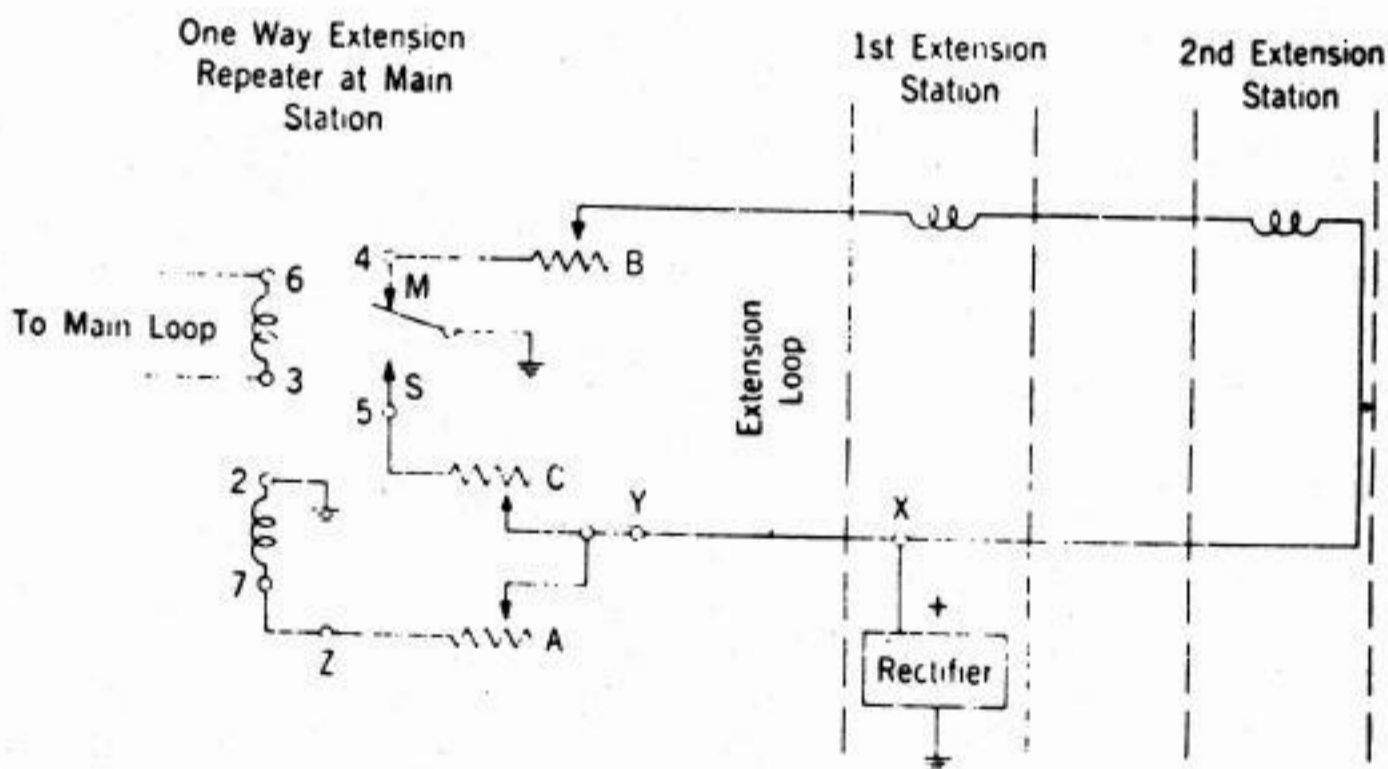 One Way Extension
Repeater at Main
Station
1st Extension
Station
2nd Extension
Station
To Main Loop
6
3
4
M
B
5
S
Extension
Loop
2
C
Y
X
7
Z
A
+
Rectifier